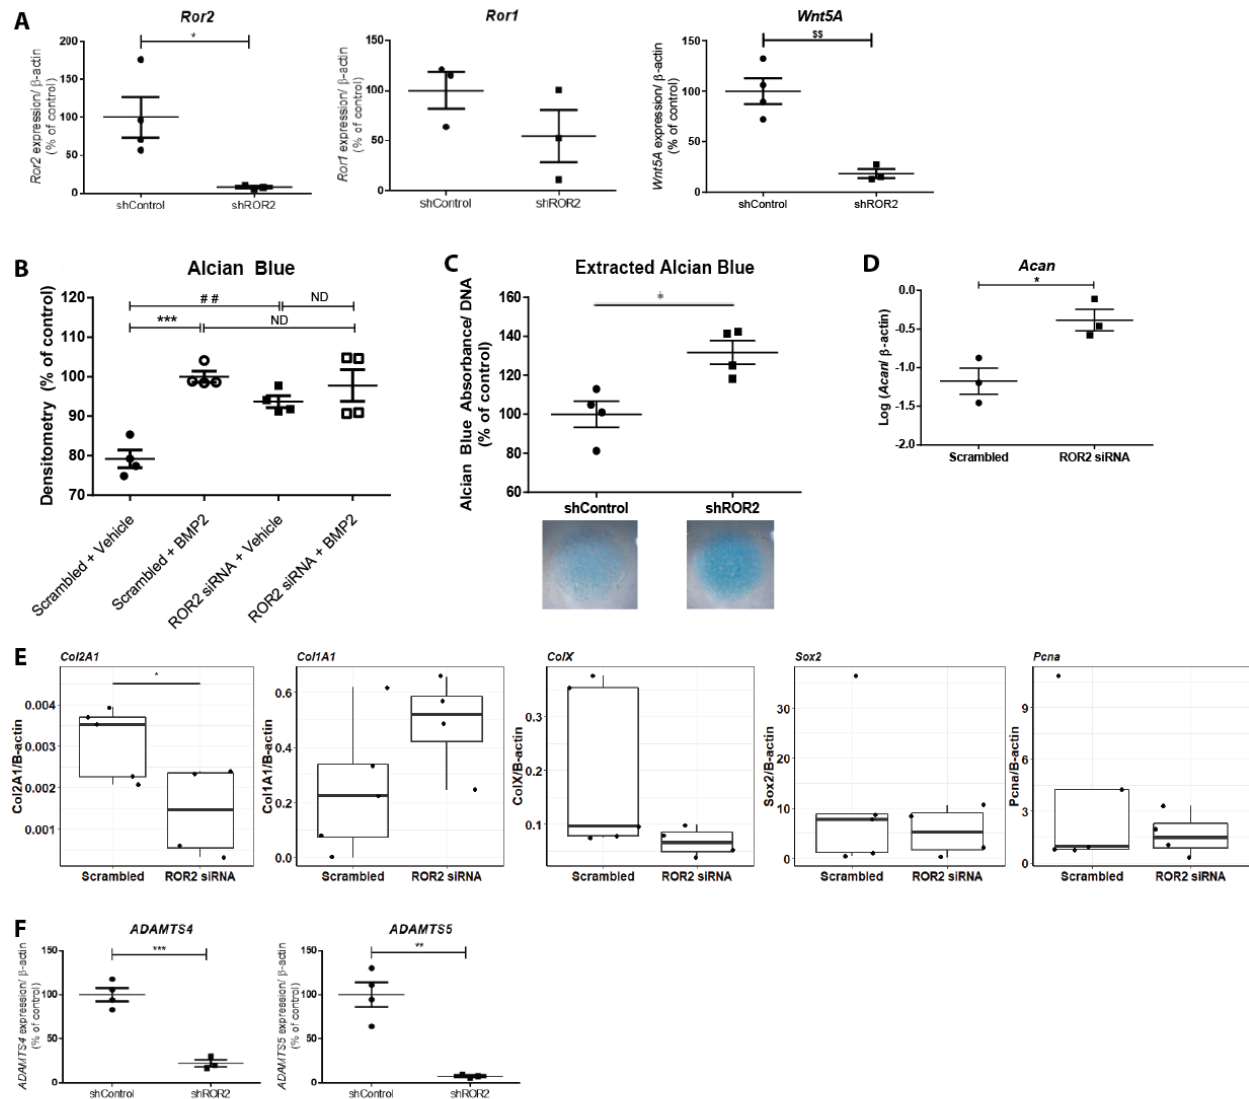 A
Ror2
Ror2 expression/ β-actin
(% of control)
200
150
100
50
0
*
shControl
shROR2
Ror1
Ror1 expression/ β-actin
(% of control)
150
100
50
0
shControl
shROR2
Wnt5A
Wnt5A expression/ β-actin
(% of control)
150
100
50
0
$$
shControl
shROR2
B
Alcian Blue
Densitometry (% of control)
120
110
100
90
80
70
# #
ND
***
ND
Scrambled + Vehicle
Scrambled + BMP2
ROR2 siRNA + Vehicle
ROR2 siRNA + BMP2
C
Extracted Alcian Blue
Alcian Blue Absorbance/ DNA
(% of control)
160
140
120
100
80
60
*
shControl
shROR2
D
Acan
Log (Acan/ β-actin)
0.0
-0.5
-1.0
-1.5
-2.0
*
Scrambled
ROR2 siRNA
E
Col2A1
Col2A1/B-actin
0.004
0.003
0.002
0.001
*
Scrambled
ROR2 siRNA
Col1A1
Col1A1/B-actin
0.6
0.4
0.2
0.0
Scrambled
ROR2 siRNA
ColX
ColX/B-actin
0.3
0.2
0.1
Scrambled
ROR2 siRNA
Sox2
Sox2/B-actin
30
20
10
0
Scrambled
ROR2 siRNA
Pcna
Pcna/B-actin
9
6
3
0
Scrambled
ROR2 siRNA
F
ADAMTS4
ADAMTS4 expression/ β-actin
(% of control)
150
100
50
0
***
shControl
shROR2
ADAMTS5
ADAMTS5 expression/ β-actin
(% of control)
150
100
50
0
**
shControl
shROR2